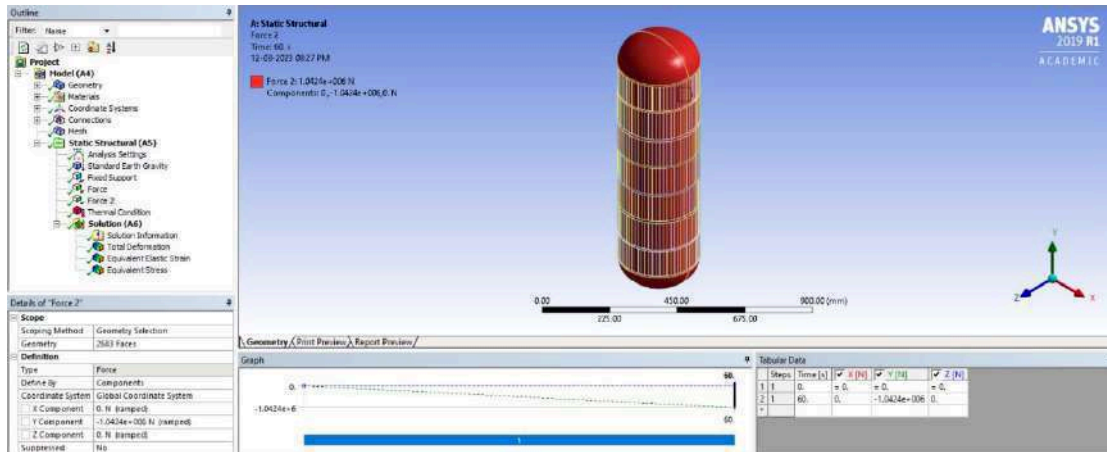 Outline
Filter: Name
Project
Model (A4)
Geometry
Materials
Coordinate Systems
Connections
Mesh
Static Structural (A5)
Analysis Settings
Standard Earth Gravity
Fixed Support
Force
Force 2
Thermal Condition
Solution (A6)
Solution Information
Total Deformation
Equivalent Elastic Strain
Equivalent Stress
Details of "Force 2"
Scope
Scoping Method Geometry Selection
Geometry 2683 Faces
Definition
Type Force
Define By Components
Coordinate System Global Coordinate System
X Component 0. N (ramped)
Y Component -1.0424e+006 N (ramped)
Z Component 0. N (ramped)
Suppressed No
A: Static Structural
Force 2
Time: 60. s
Force 2: 1.0424e+006 N
Components: 0.,-1.0424e+006,0. N
ANSYS
2019 R1
ACADEMIC
Y
Z
X
0.00 450.00 900.00 (mm)
225.00 675.00
Geometry Print Preview Report Preview
Graph
60.
0.
-1.0424e+6
60.
1
Tabular Data
Steps Time [s] X [N] Y [N] Z [N]
1 1 0. = 0. = 0. = 0.
2 1 60. 0. -1.0424e+006 0.
*